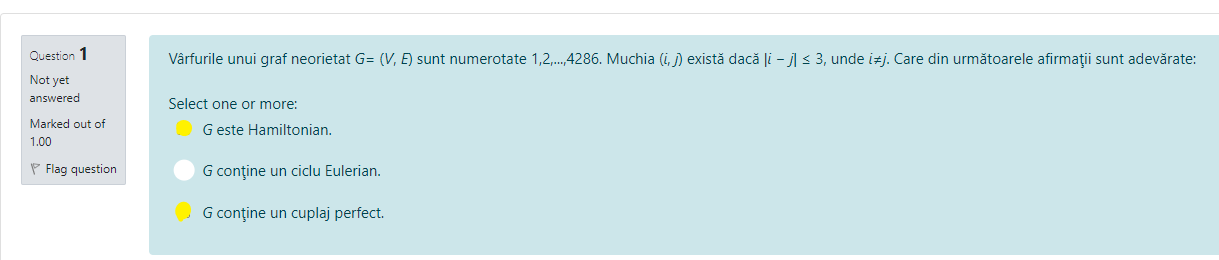 Question 1
Not yet
answered
Marked out of
1.00
Flag question
Vârfurile unui graf neorietat G= (V, E) sunt numerotate 1,2,...,4286. Muchia (i, j) există dacă |i − j| ≤ 3, unde i≠j. Care din următoarele afirmaţii sunt adevărate:
Select one or more:
G este Hamiltonian.
G conţine un ciclu Eulerian.
G conţine un cuplaj perfect.